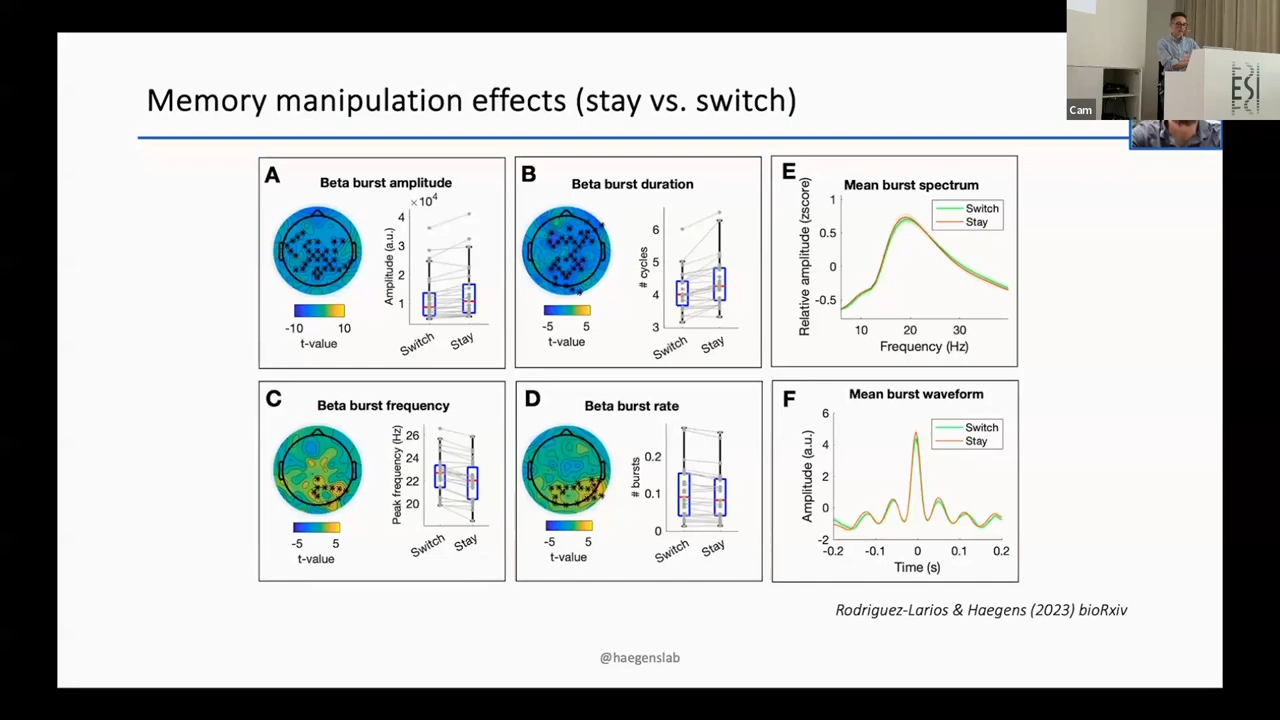 Memory manipulation effects (stay vs. switch)
Cam
ESI
A
Beta burst amplitude
×10⁴
4
3
2
1
Amplitude (a.u.)
Switch
Stay
-10 10
t-value
B
Beta burst duration
6
5
4
3
# cycles
Switch
Stay
-5 5
t-value
E
Mean burst spectrum
Switch
Stay
1
0.5
0
-0.5
Relative amplitude (zscore)
10 20 30
Frequency (Hz)
C
Beta burst frequency
26
24
22
20
Peak frequency (Hz)
Switch
Stay
-5 5
t-value
D
Beta burst rate
0.2
0.1
0
# bursts
Switch
Stay
-5 5
t-value
F
Mean burst waveform
Switch
Stay
6
4
2
0
-2
Amplitude (a.u.)
-0.2 -0.1 0 0.1 0.2
Time (s)
Rodriguez-Larios & Haegens (2023) bioRxiv
@haegenslab